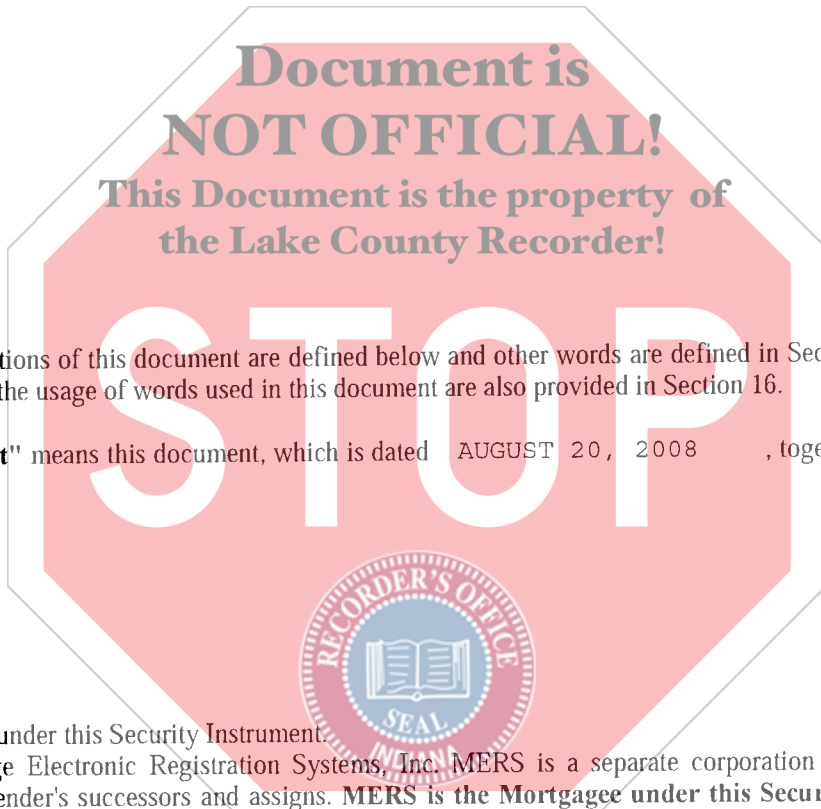 Document is
NOT OFFICIAL!
This Document is the property of
the Lake County Recorder!
STOP
tions of this document are defined below and other words are defined in Sec
the usage of words used in this document are also provided in Section 16.
t" means this document, which is dated AUGUST 20, 2008 , toge
RECORDER'S OFFICE
SEAL
INDIANA
under this Security Instrument.
ge Electronic Registration Systems, Inc. MERS is a separate corporation
ender's successors and assigns. MERS is the Mortgagee under this Secur